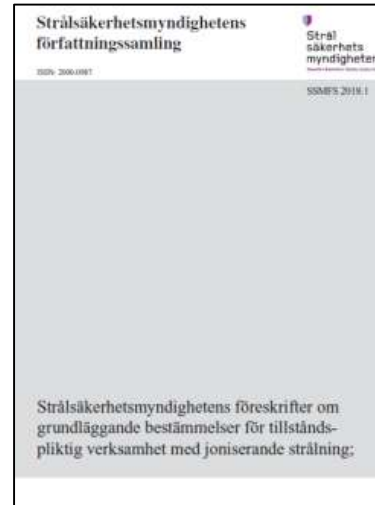 Strålsäkerhetsmyndighetens
författningssamling
Strål
säkerhets
myndigheten
SSMFS 2018:1
Strålsäkerhetsmyndighetens föreskrifter om
grundläggande bestämmelser för tillstånds-
pliktig verksamhet med joniserande strålning;